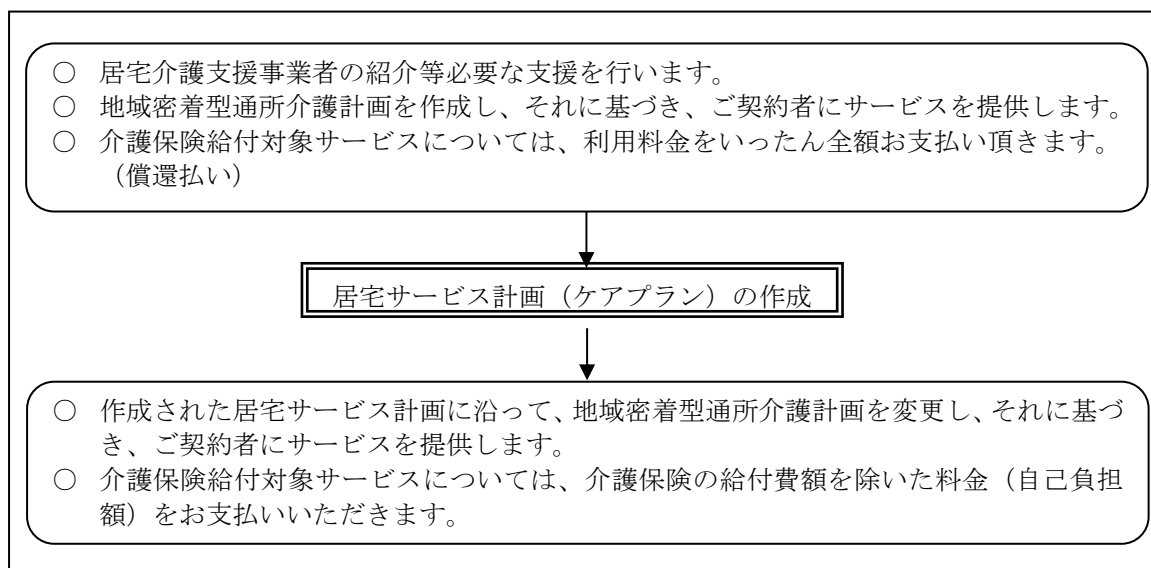 ○ 居宅介護支援事業者の紹介等必要な支援を行います。
○ 地域密着型通所介護計画を作成し、それに基づき、ご契約者にサービスを提供します。
○ 介護保険給付対象サービスについては、利用料金をいったん全額お支払い頂きます。
（償還払い）
居宅サービス計画（ケアプラン）の作成
○ 作成された居宅サービス計画に沿って、地域密着型通所介護計画を変更し、それに基づ
き、ご契約者にサービスを提供します。
○ 介護保険給付対象サービスについては、介護保険の給付費額を除いた料金（自己負担
額）をお支払いいただきます。